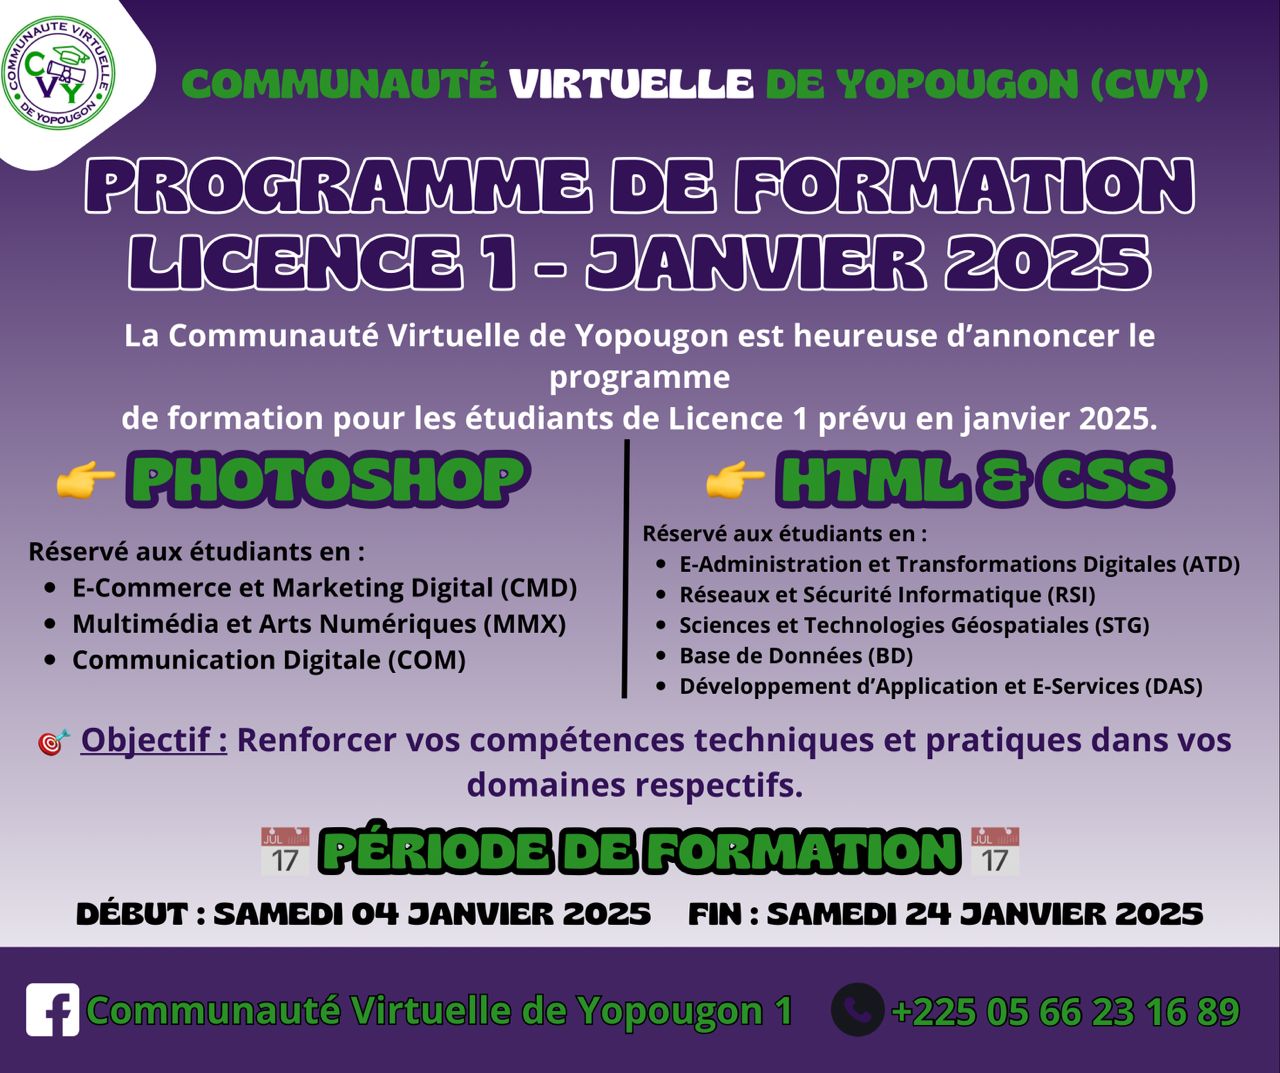 COMMUNAUTE VIRTUELLE
CVY
DE YOPOUGON
COMMUNAUTÉ VIRTUELLE DE YOPOUGON (CVY)
PROGRAMME DE FORMATION
LICENCE 1 - JANVIER 2025
La Communauté Virtuelle de Yopougon est heureuse d’annoncer le
programme
de formation pour les étudiants de Licence 1 prévu en janvier 2025.
👉 PHOTOSHOP
Réservé aux étudiants en :
• E-Commerce et Marketing Digital (CMD)
• Multimédia et Arts Numériques (MMX)
• Communication Digitale (COM)
👉 HTML & CSS
Réservé aux étudiants en :
• E-Administration et Transformations Digitales (ATD)
• Réseaux et Sécurité Informatique (RSI)
• Sciences et Technologies Géospatiales (STG)
• Base de Données (BD)
• Développement d’Application et E-Services (DAS)
🎯 Objectif : Renforcer vos compétences techniques et pratiques dans vos
domaines respectifs.
📅 PÉRIODE DE FORMATION 📅
DÉBUT : SAMEDI 04 JANVIER 2025 FIN : SAMEDI 24 JANVIER 2025
Communauté Virtuelle de Yopougon 1 +225 05 66 23 16 89